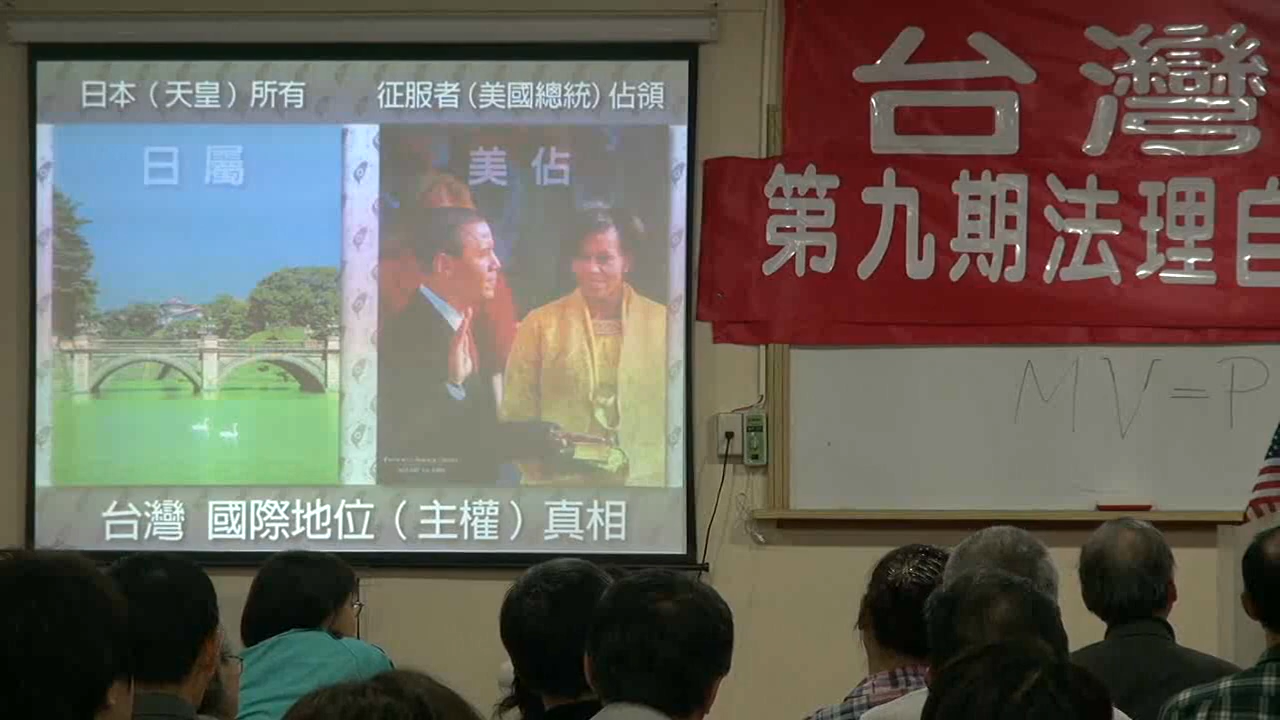 日本（天皇）所有
征服者（美國總統）佔領
日屬
美佔
台灣 國際地位（主權）真相
台灣
第九期法理自
MV=P